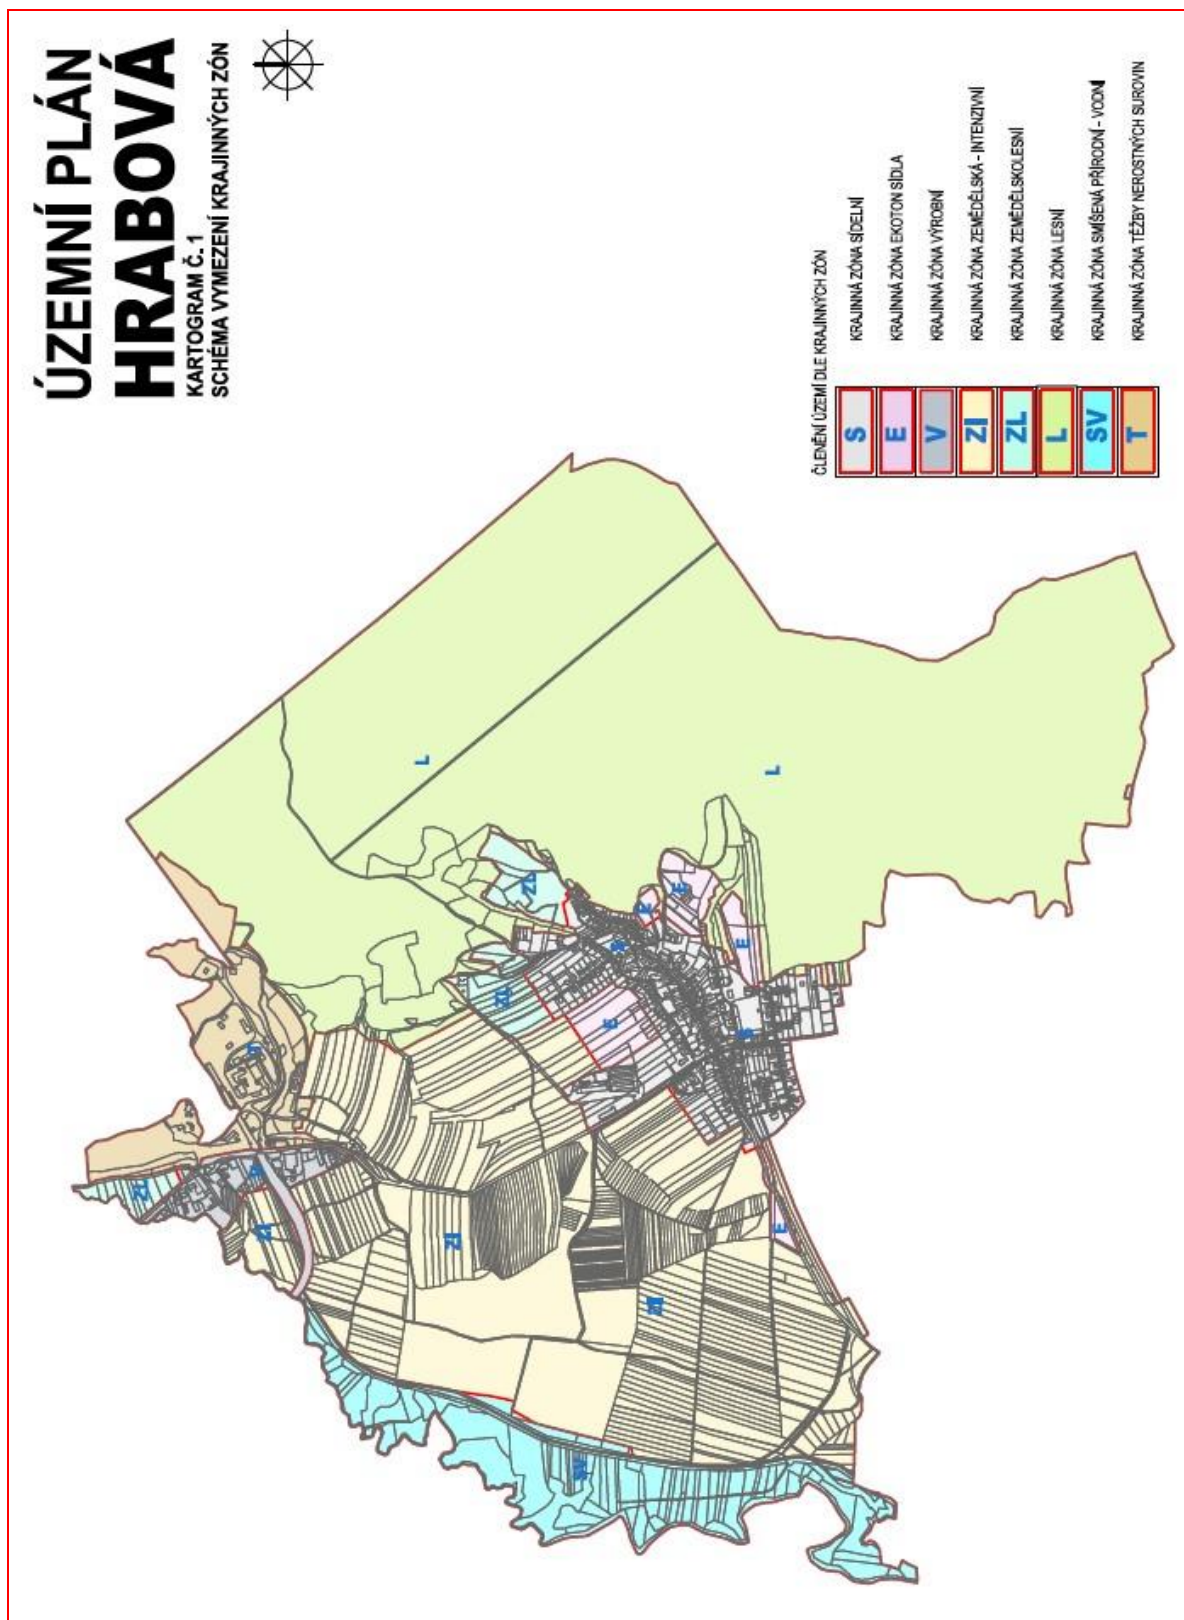 ÚZEMNÍ PLÁN
HRABOVÁ
KARTOGRAM Č. 1
SCHÉMA VYMEZENÍ KRAJINNÝCH ZÓN
ČLENĚNÍ ÚZEMÍ DLE KRAJINNÝCH ZÓN
S KRAJINNÁ ZÓNA SÍDELNÍ
E KRAJINNÁ ZÓNA EKOTON SÍDLA
V KRAJINNÁ ZÓNA VÝROBNÍ
ZI KRAJINNÁ ZÓNA ZEMĚDĚLSKÁ - INTENZIVNÍ
ZL KRAJINNÁ ZÓNA ZEMĚDĚLSKOLESNÍ
L KRAJINNÁ ZÓNA LESNÍ
SV KRAJINNÁ ZÓNA SMÍŠENÁ PŘÍRODNÍ - VODNÍ
T KRAJINNÁ ZÓNA TĚŽBY NEROSTNÝCH SUROVIN
L
L
ZL
E
E
E
S
ZL
E
S
ZL
ZI
ZI
E
ZI
SV